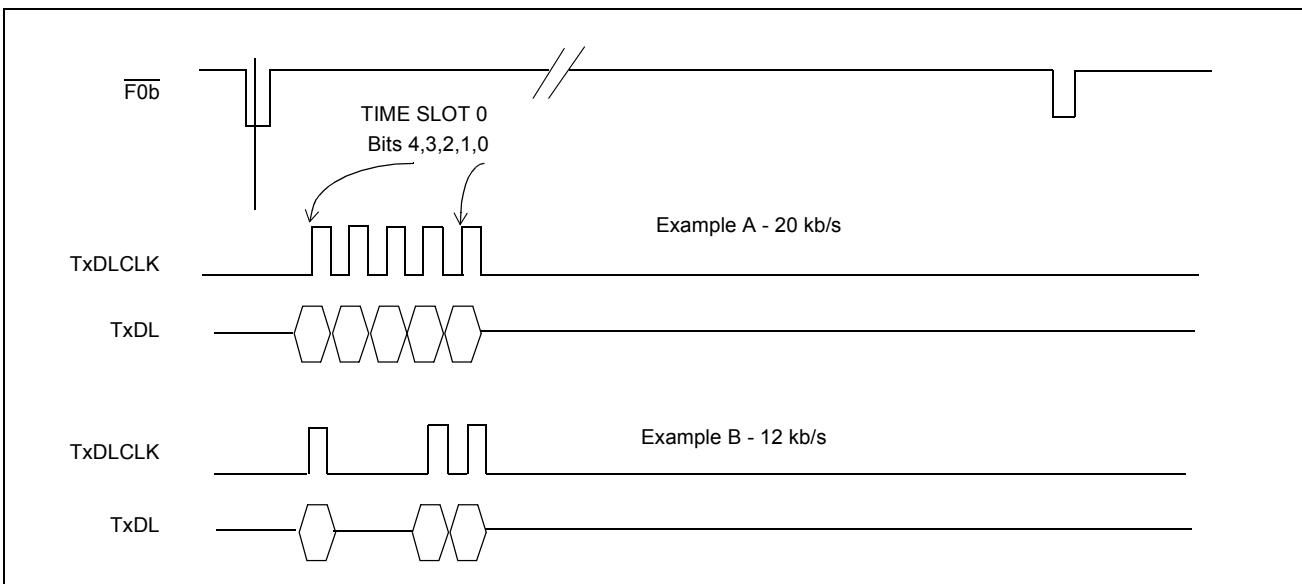 F0b
TIME SLOT 0
Bits 4,3,2,1,0
Example A - 20 kb/s
TxDLCLK
TxDL
Example B - 12 kb/s
TxDLCLK
TxDL